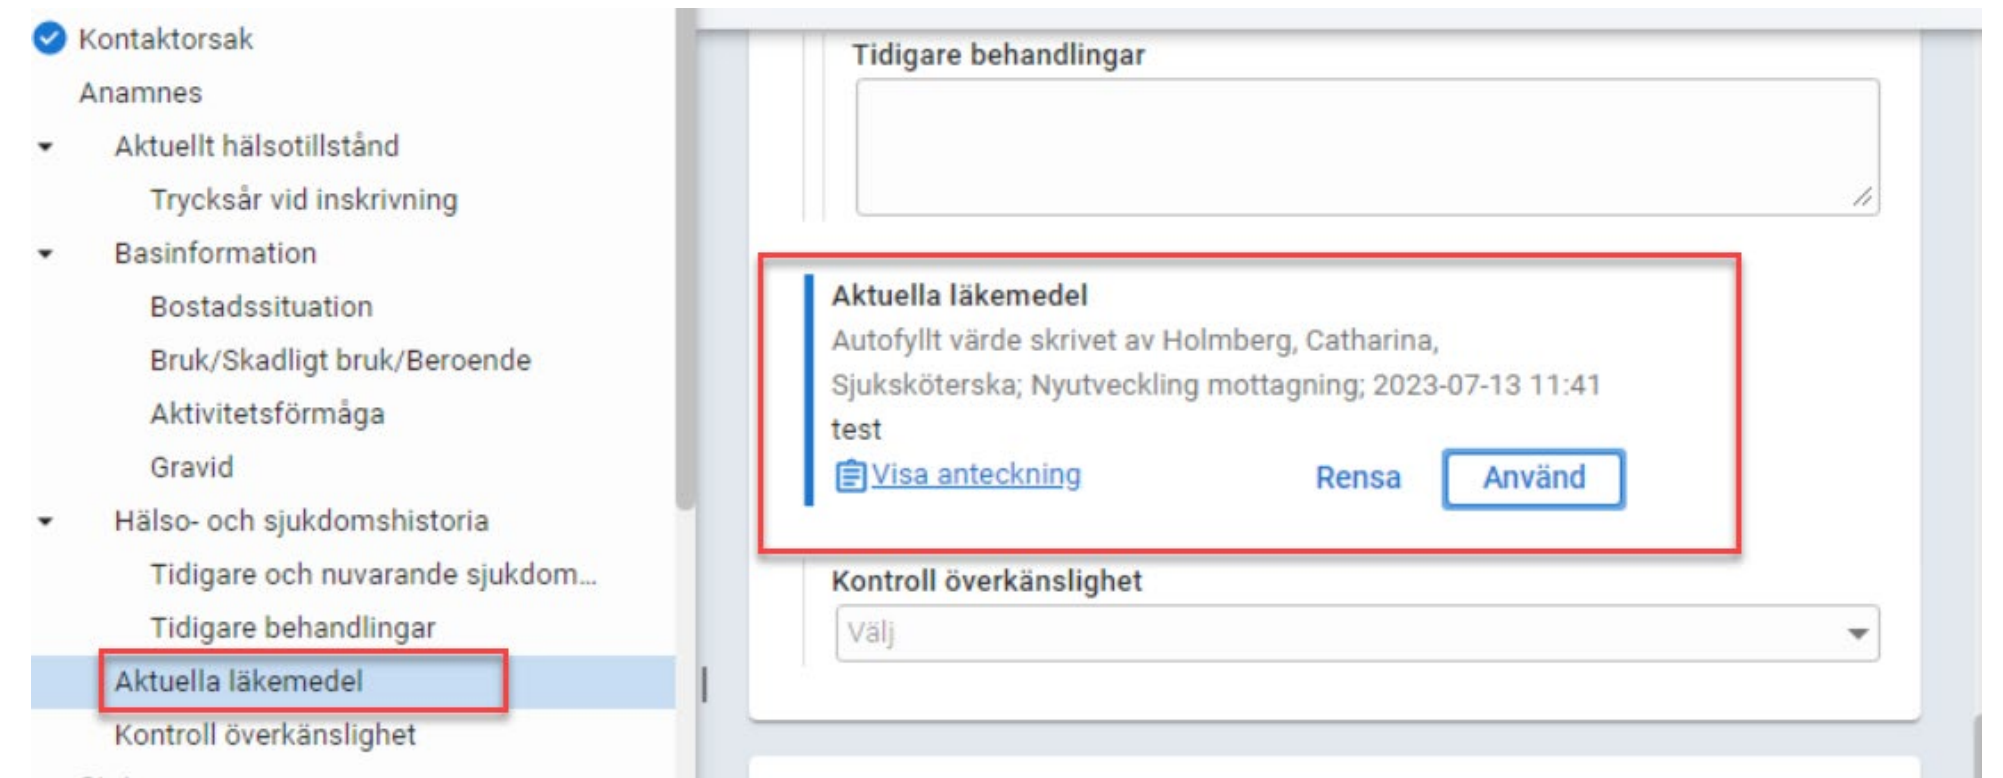 Kontaktorsak
Anamnes
Aktuellt hälsotillstånd
Trycksår vid inskrivning
Basinformation
Bostadssituation
Bruk/Skadligt bruk/Beroende
Aktivitetsförmåga
Gravid
Hälso- och sjukdomshistoria
Tidigare och nuvarande sjukdom...
Tidigare behandlingar
Aktuella läkemedel
Kontroll överkänslighet
Tidigare behandlingar
Aktuella läkemedel
Autofyllt värde skrivet av Holmberg, Catharina,
Sjuksköterska; Nyutveckling mottagning; 2023-07-13 11:41
test
Visa anteckning Rensa Använd
Kontroll överkänslighet
Välj